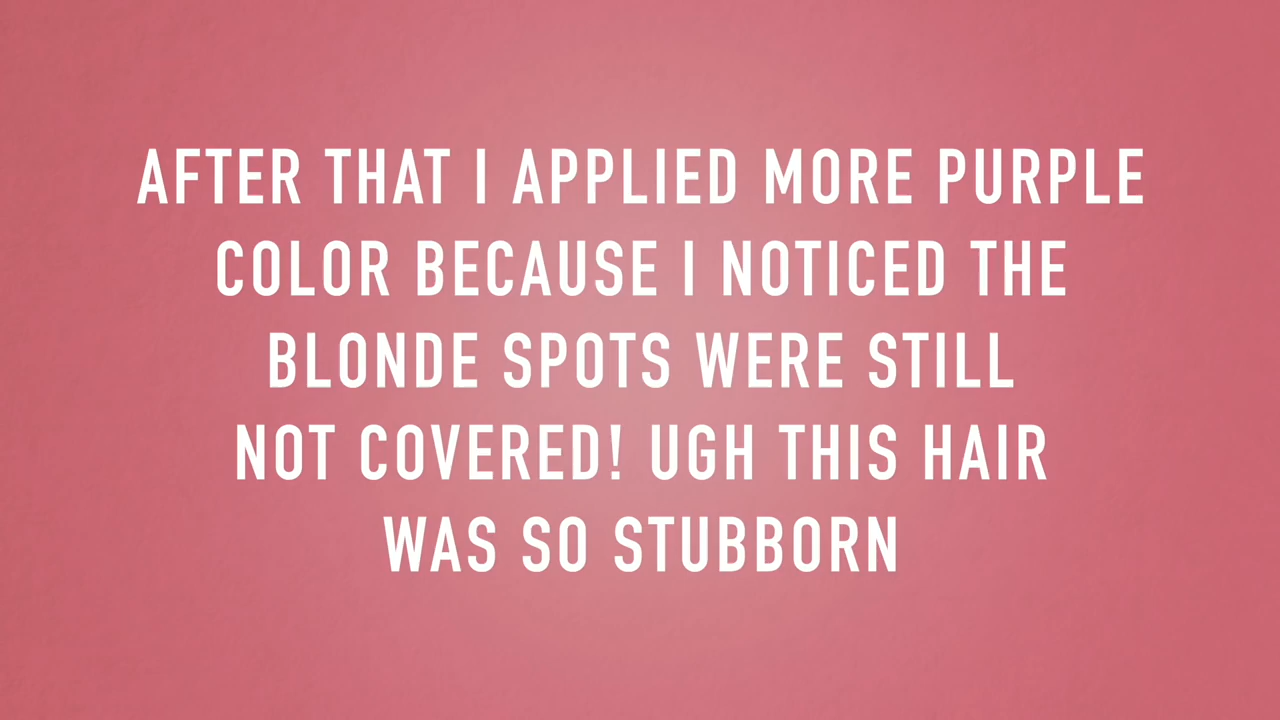 AFTER THAT I APPLIED MORE PURPLE
COLOR BECAUSE I NOTICED THE
BLONDE SPOTS WERE STILL
NOT COVERED! UGH THIS HAIR
WAS SO STUBBORN